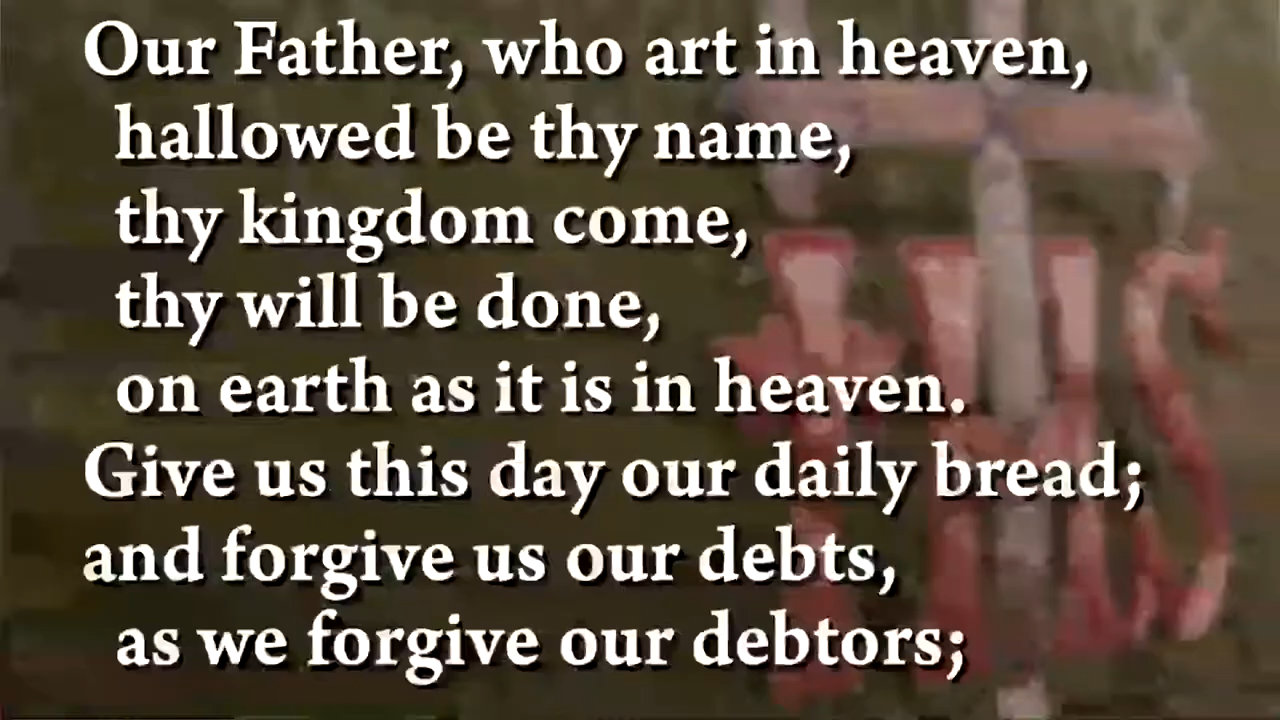 Our Father, who art in heaven,
hallowed be thy name,
thy kingdom come,
thy will be done,
on earth as it is in heaven.
Give us this day our daily bread;
and forgive us our debts,
as we forgive our debtors;
IHS